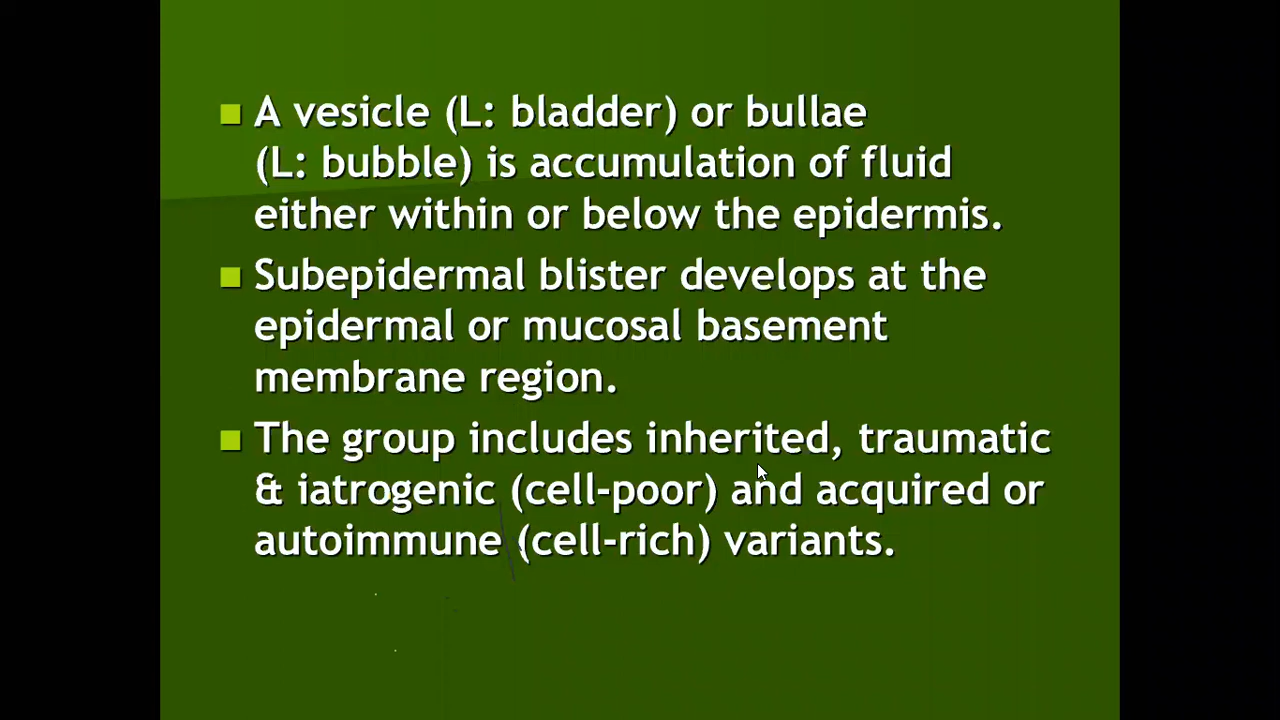 A vesicle (L: bladder) or bullae
(L: bubble) is accumulation of fluid
either within or below the epidermis.
Subepidermal blister develops at the
epidermal or mucosal basement
membrane region.
The group includes inherited, traumatic
& iatrogenic (cell-poor) and acquired or
autoimmune (cell-rich) variants.